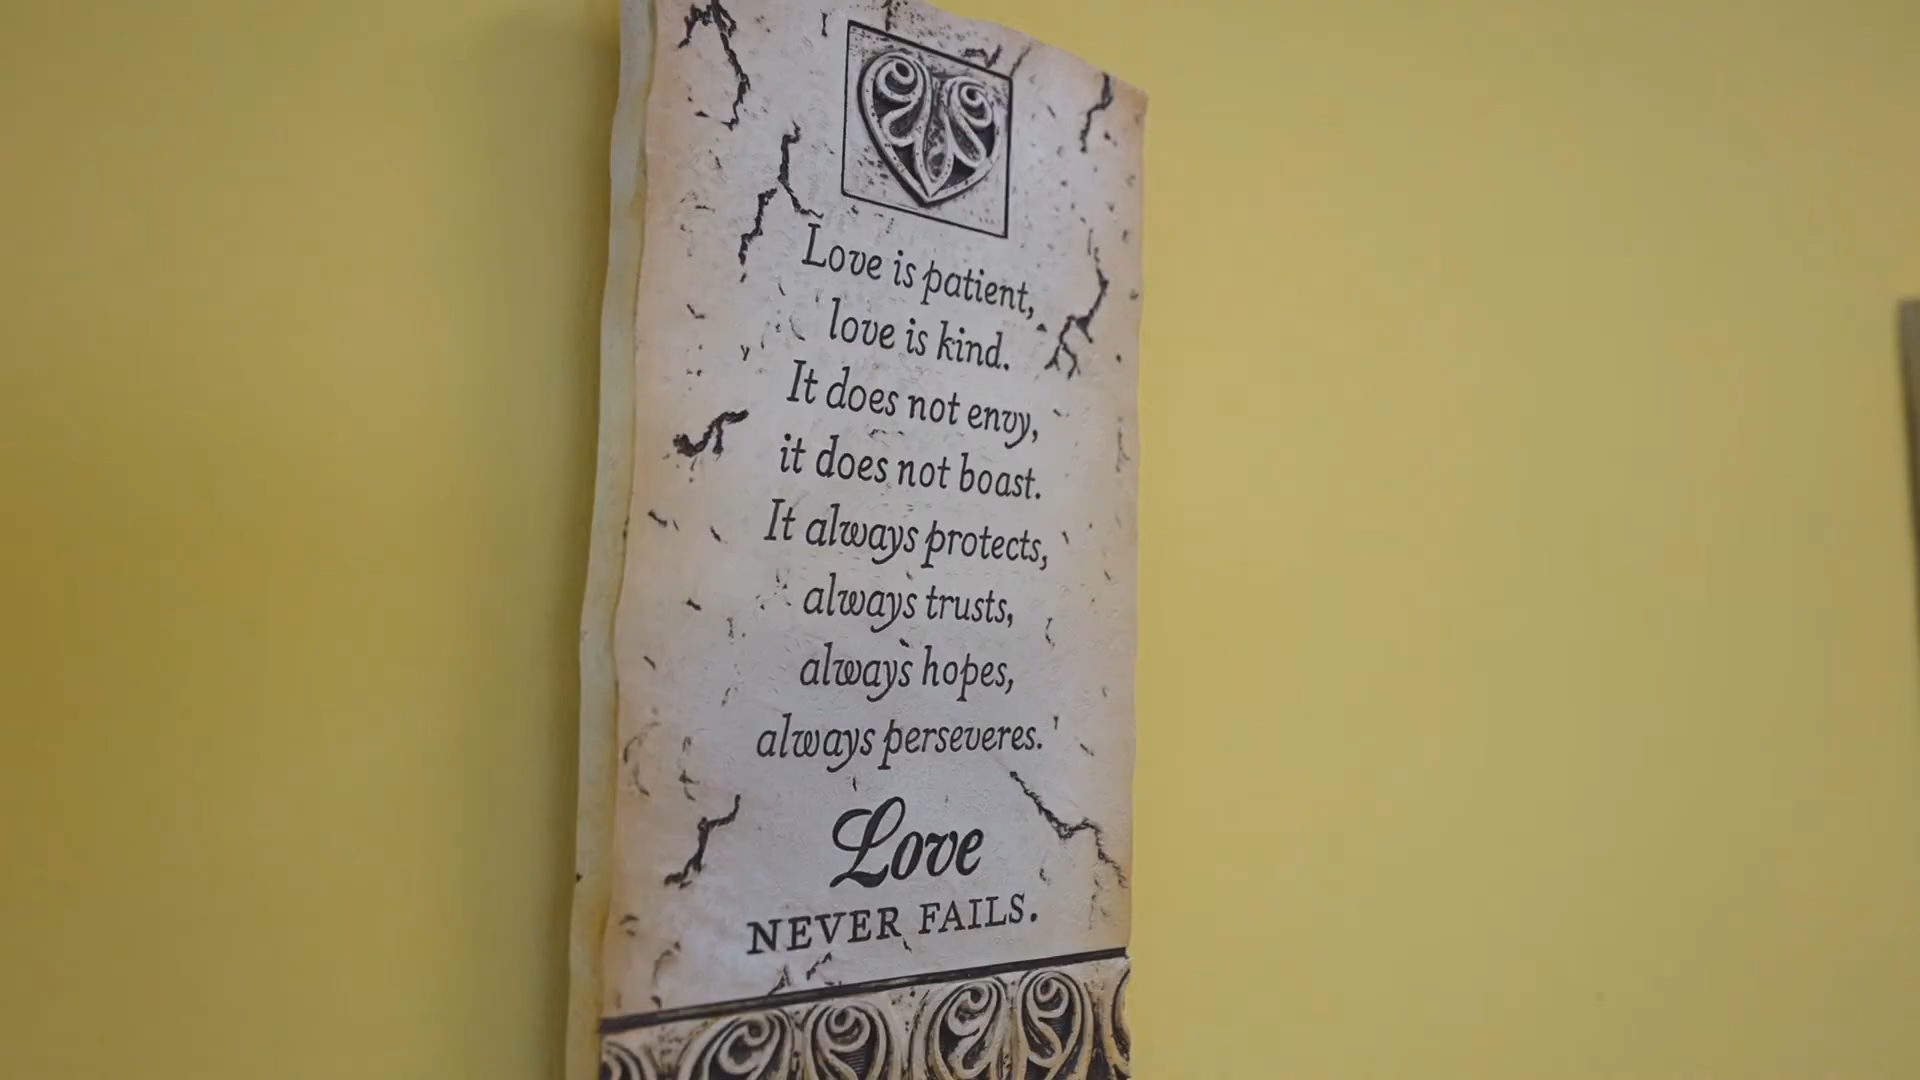 Love is patient,
love is kind.
It does not envy,
it does not boast.
It always protects,
always trusts,
always hopes,
always perseveres.
Love
NEVER FAILS.